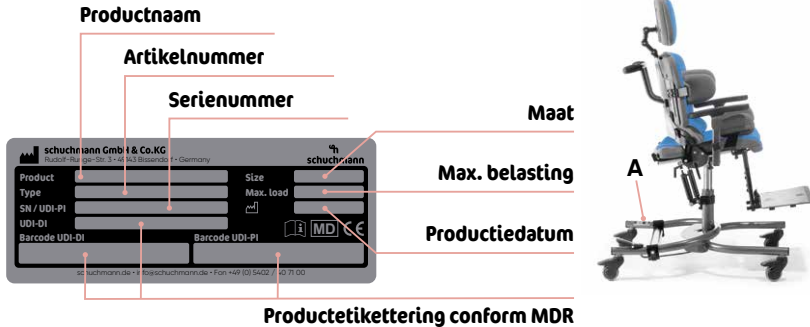 Productnaam
Artikelnummer
Serienummer
Maat
Max. belasting
Productiedatum
A
schuchmann GmbH & Co.KG
Rudolf-Runge-Str. 3 • 49143 Bissendorf • Germany
schuchmann
Product
Size
Type
Max. load
SN / UDI-PI
UDI-DI
MD CE
Barcode UDI-DI
Barcode UDI-PI
schuchmann.de • info@schuchmann.de • Fon +49 (0) 5402 / 40 71 00
Productetikettering conform MDR